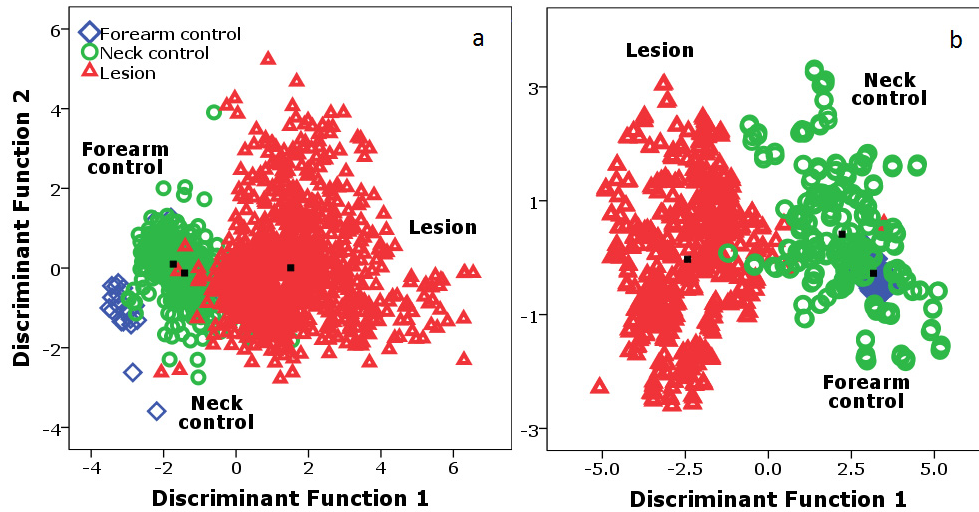 a
Forearm control
Neck control
Lesion
6
4
2
0
-2
-4
Discriminant Function 2
Forearm
control
Lesion
Neck
control
-4
-2
0
2
4
6
Discriminant Function 1
b
Lesion
Neck
control
3
1
-1
-3
Forearm
control
-5.0
-2.5
0.0
2.5
5.0
Discriminant Function 1